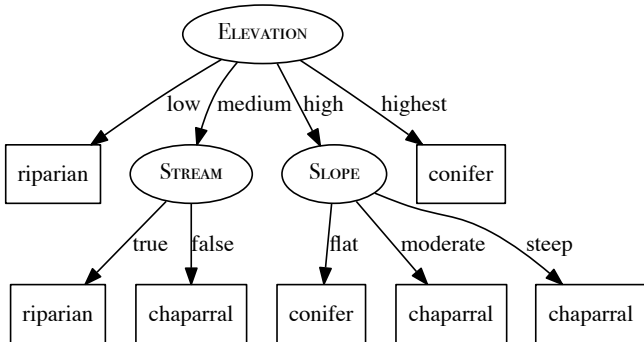 Elevation
low medium high highest
riparian Stream Slope conifer
true false flat moderate steep
riparian chaparral conifer chaparral chaparral